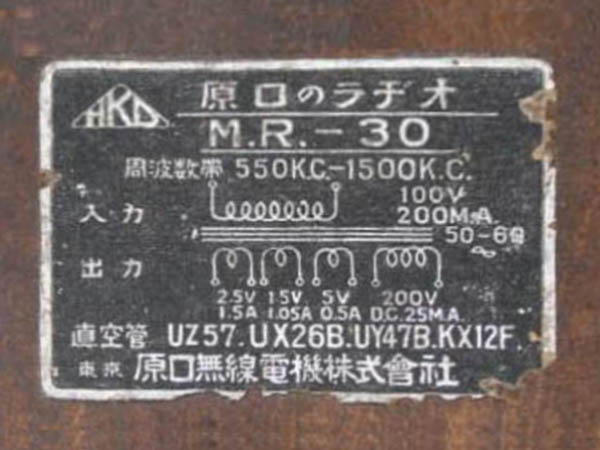 HKD 原口のラヂオ
M.R.-30
周波数帯 550K.C.-1500K.C.
100V
入力 200M.A.
50-60
出力
2.5V 1.5V 5V 200V
1.5A 1.05A 0.5A D.C.25M.A.
直空管 UZ57.UX26B.UY47B.KX12F.
東京 原口無線電機株式會社